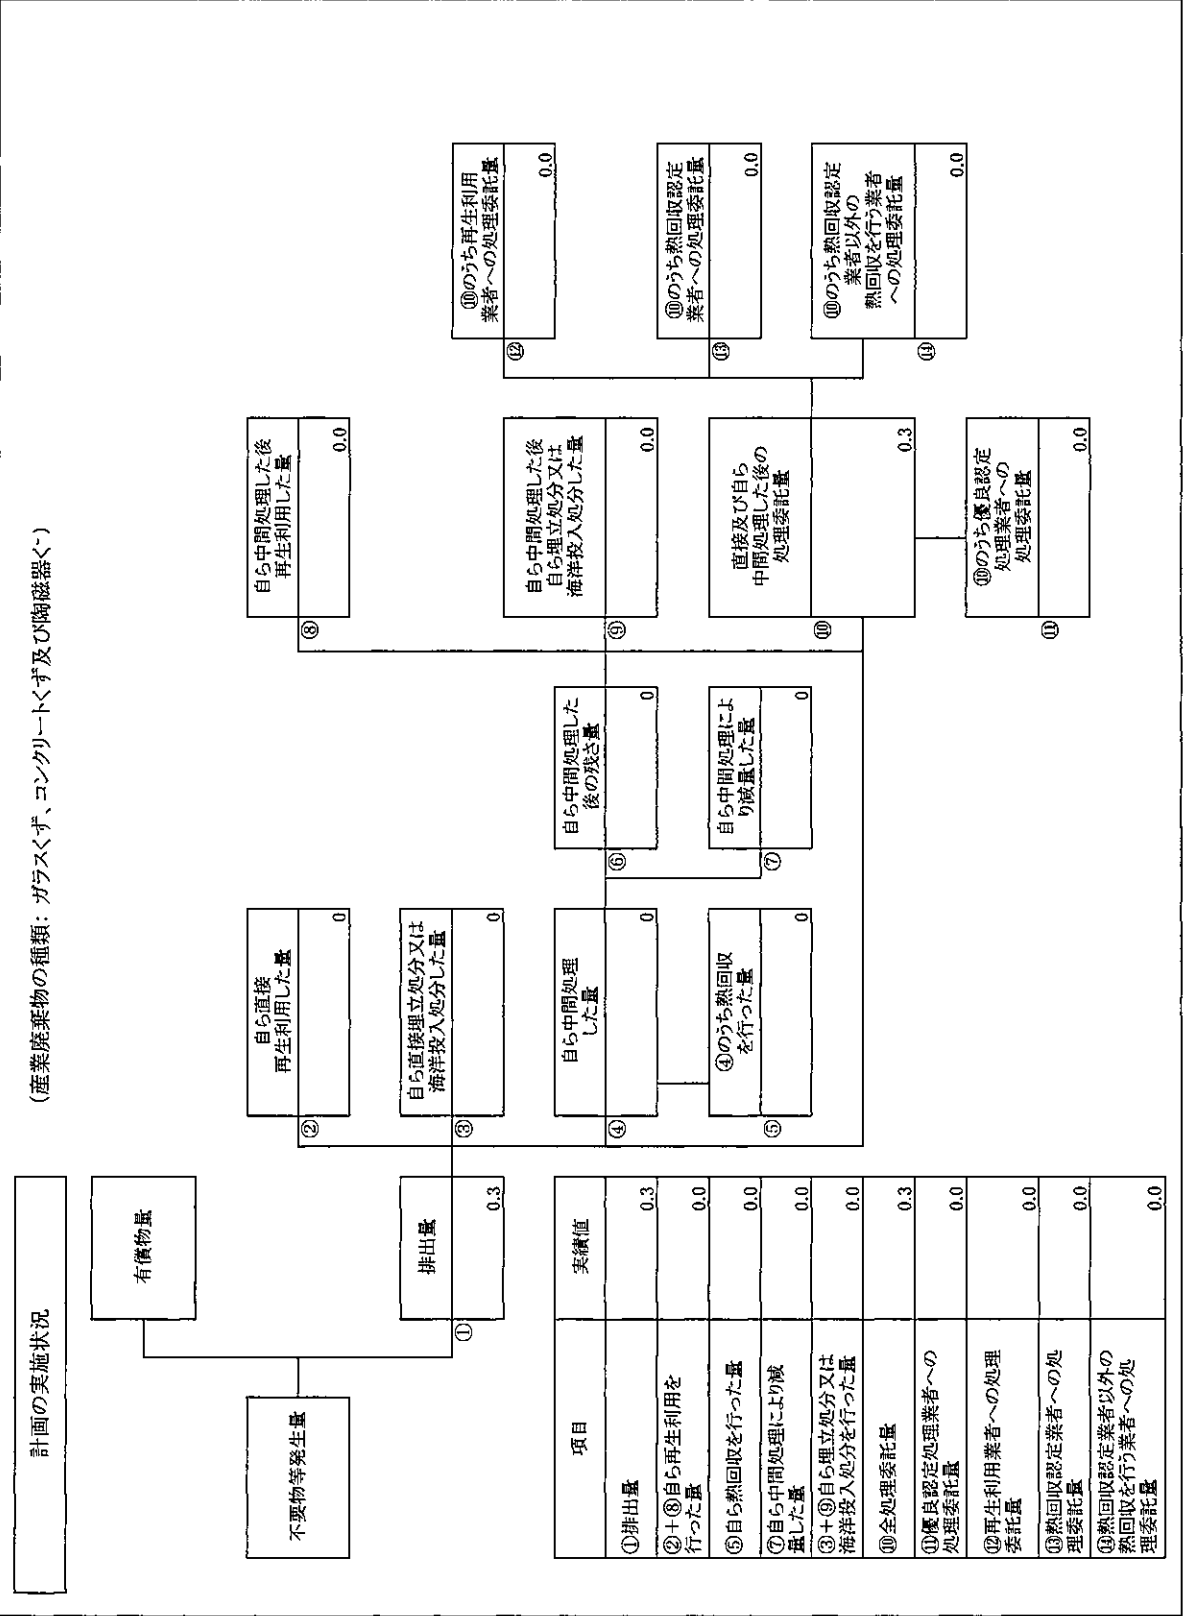 計画の実施状況
(産業廃棄物の種類: ガラスくず、コンクリートくず及び陶磁器く゛)
不要物等発生量
有償物量
①
排出量
0.3
②
自ら直接
再生利用した量
0
③
自ら直接埋立処分又は
海洋投入処分した量
0
④
自ら中間処理
した量
0
⑤
④のうち熱回収
を行った量
0
⑥
自ら中間処理した
後の残さ量
0
⑦
自ら中間処理によ
り減量した量
0
⑧
自ら中間処理した後
再生利用した量
0.0
⑨
自ら中間処理した後
自ら埋立処分又は
海洋投入処分した量
0.0
⑩
直接及び自ら
中間処理した後の
処理委託量
0.3
⑪
⑩のうち優良認定
処理業者への
処理委託量
0.0
⑫
⑩のうち再生利用
業者への処理委託量
0.0
⑬
⑩のうち熱回収認定
業者への処理委託量
0.0
⑭
⑩のうち熱回収認定
業者以外の
熱回収を行う業者
への処理委託量
0.0
項目 実績値
①排出量 0.3
②+⑧自ら再生利用を
行った量 0.0
⑤自ら熱回収を行った量 0.0
⑦自ら中間処理により減
量した量 0.0
③+⑨自ら埋立処分又は
海洋投入処分を行った量 0.0
⑩全処理委託量 0.3
⑪優良認定処理業者への
処理委託量 0.0
⑫再生利用業者への処理
委託量 0.0
⑬熱回収認定業者への処
理委託量 0.0
⑭熱回収認定業者以外の
熱回収を行う業者への処
理委託量 0.0